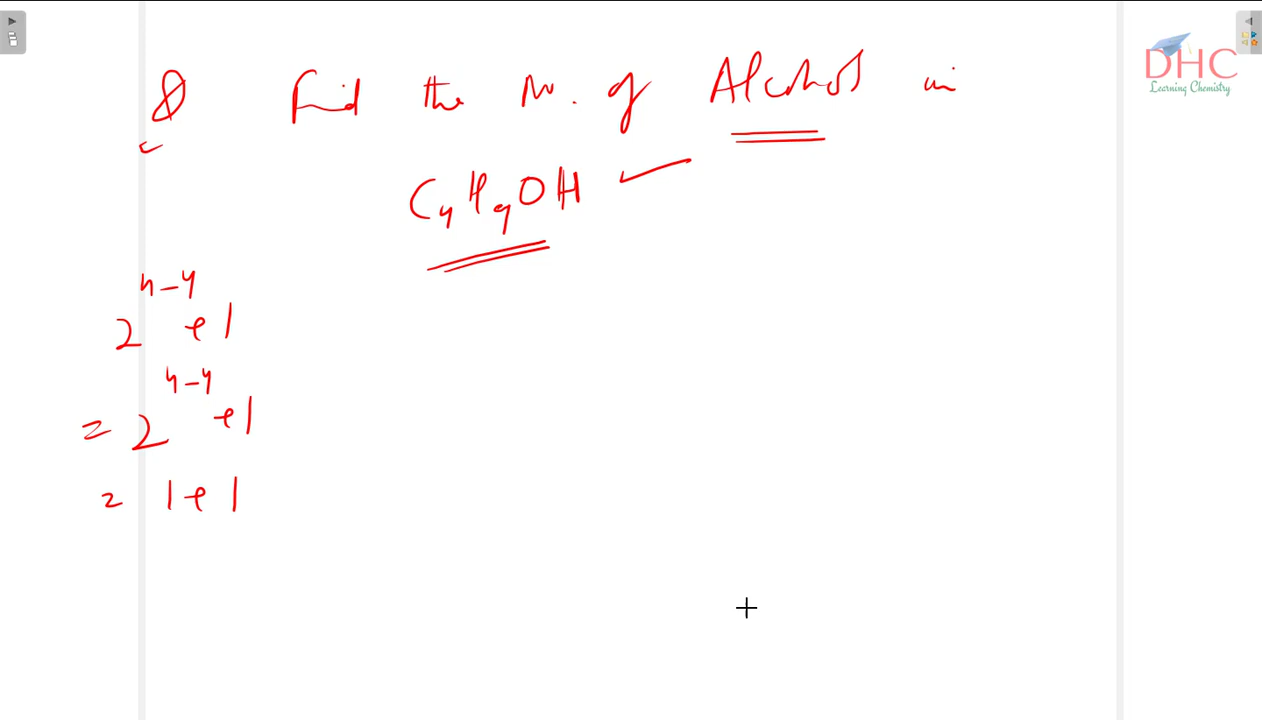 Q Find the No. of Alcohol in
C4H9OH
2^n-4 + 1
= 2^4-4 + 1
= 1 + 1
DHC
Learning Chemistry